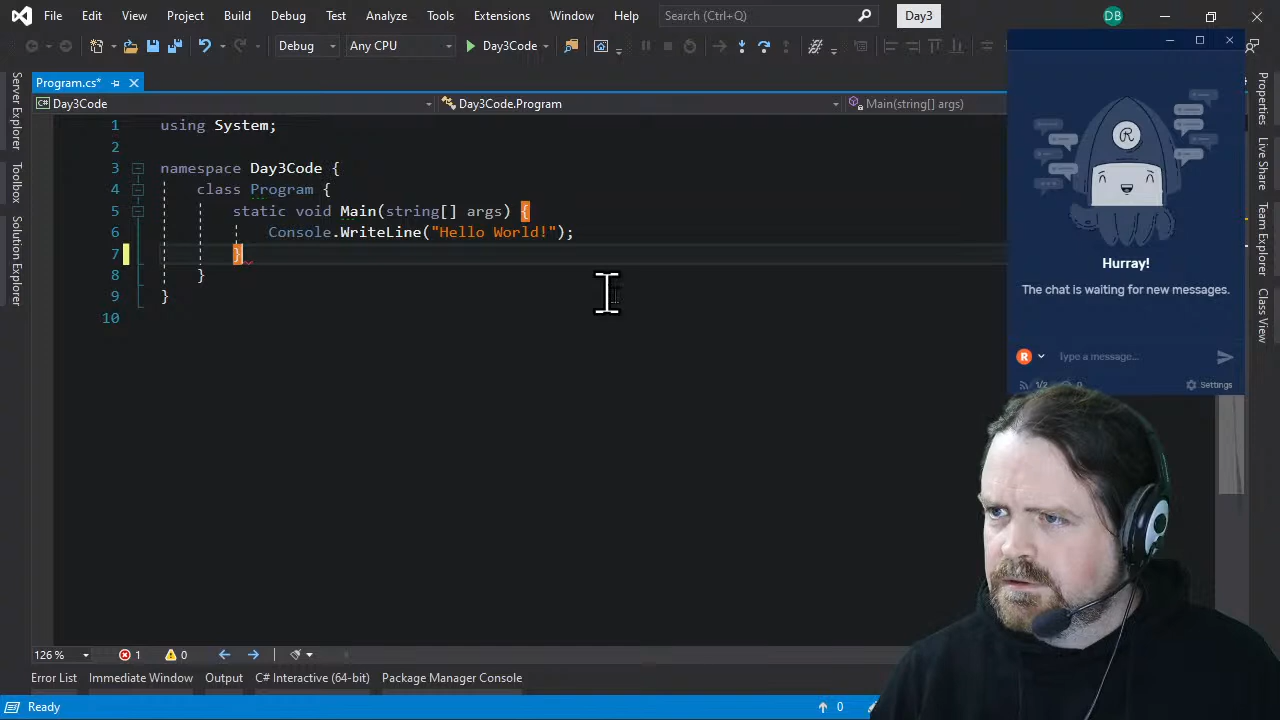 File Edit View Project Build Debug Test Analyze Tools Extensions Window Help Search (Ctrl+Q) Day3 DB
Debug Any CPU Day3Code
Program.cs*
Day3Code Day3Code.Program Main(string[] args)
1 using System;
2
3 namespace Day3Code {
4 class Program {
5 static void Main(string[] args) {
6 Console.WriteLine("Hello World!");
7 }
8 }
9 }
10
Server Explorer
Toolbox
Solution Explorer
Properties
Live Share
Team Explorer
Class View
R
Hurray!
The chat is waiting for new messages.
R Type a message...
1/2 0 Settings
126 % 1 0
Error List Immediate Window Output C# Interactive (64-bit) Package Manager Console
Ready 0